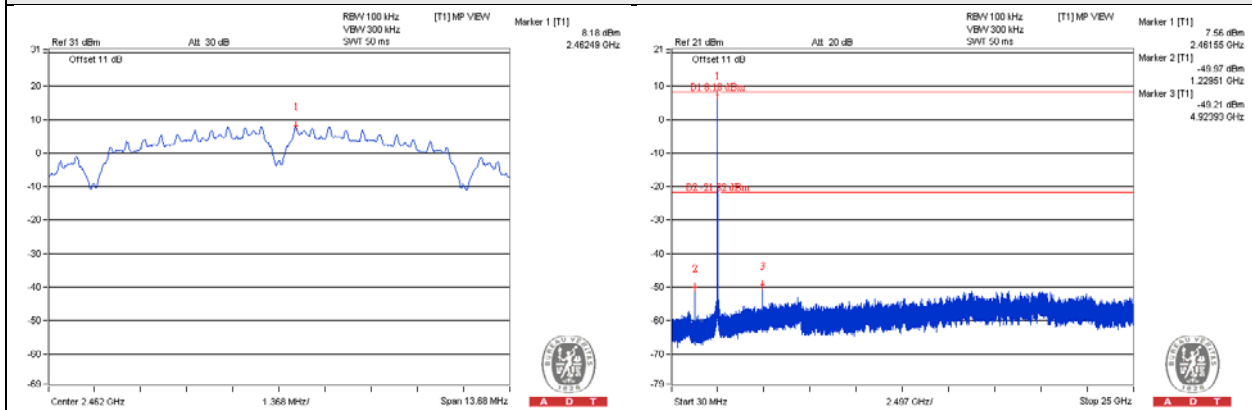 RBW 100 kHz
VBW 300 kHz
SWT 50 ms
[T1] MP VIEW
Marker 1 [T1]
8.18 dBm
2.46249 GHz
Ref 31 dBm
Att 30 dB
31
Offset 11 dB
20
10
0
-10
-20
-30
-40
-50
-60
-69
1
Center 2.462 GHz
1.368 MHz/
Span 13.68 MHz
BUREAU VERITAS
1828
A D T
RBW 100 kHz
VBW 300 kHz
SWT 50 ms
[T1] MP VIEW
Marker 1 [T1]
7.56 dBm
2.46155 GHz
Marker 2 [T1]
-49.97 dBm
1.22951 GHz
Marker 3 [T1]
-49.21 dBm
4.92393 GHz
Ref 21 dBm
Att 20 dB
21
Offset 11 dB
10
0
-10
-20
-30
-40
-50
-60
-70
-79
1
D1 8.18 dBm
D2 -21.82 dBm
2
3
Start 30 MHz
2.497 GHz/
Stop 25 GHz
BUREAU VERITAS
1828
A D T